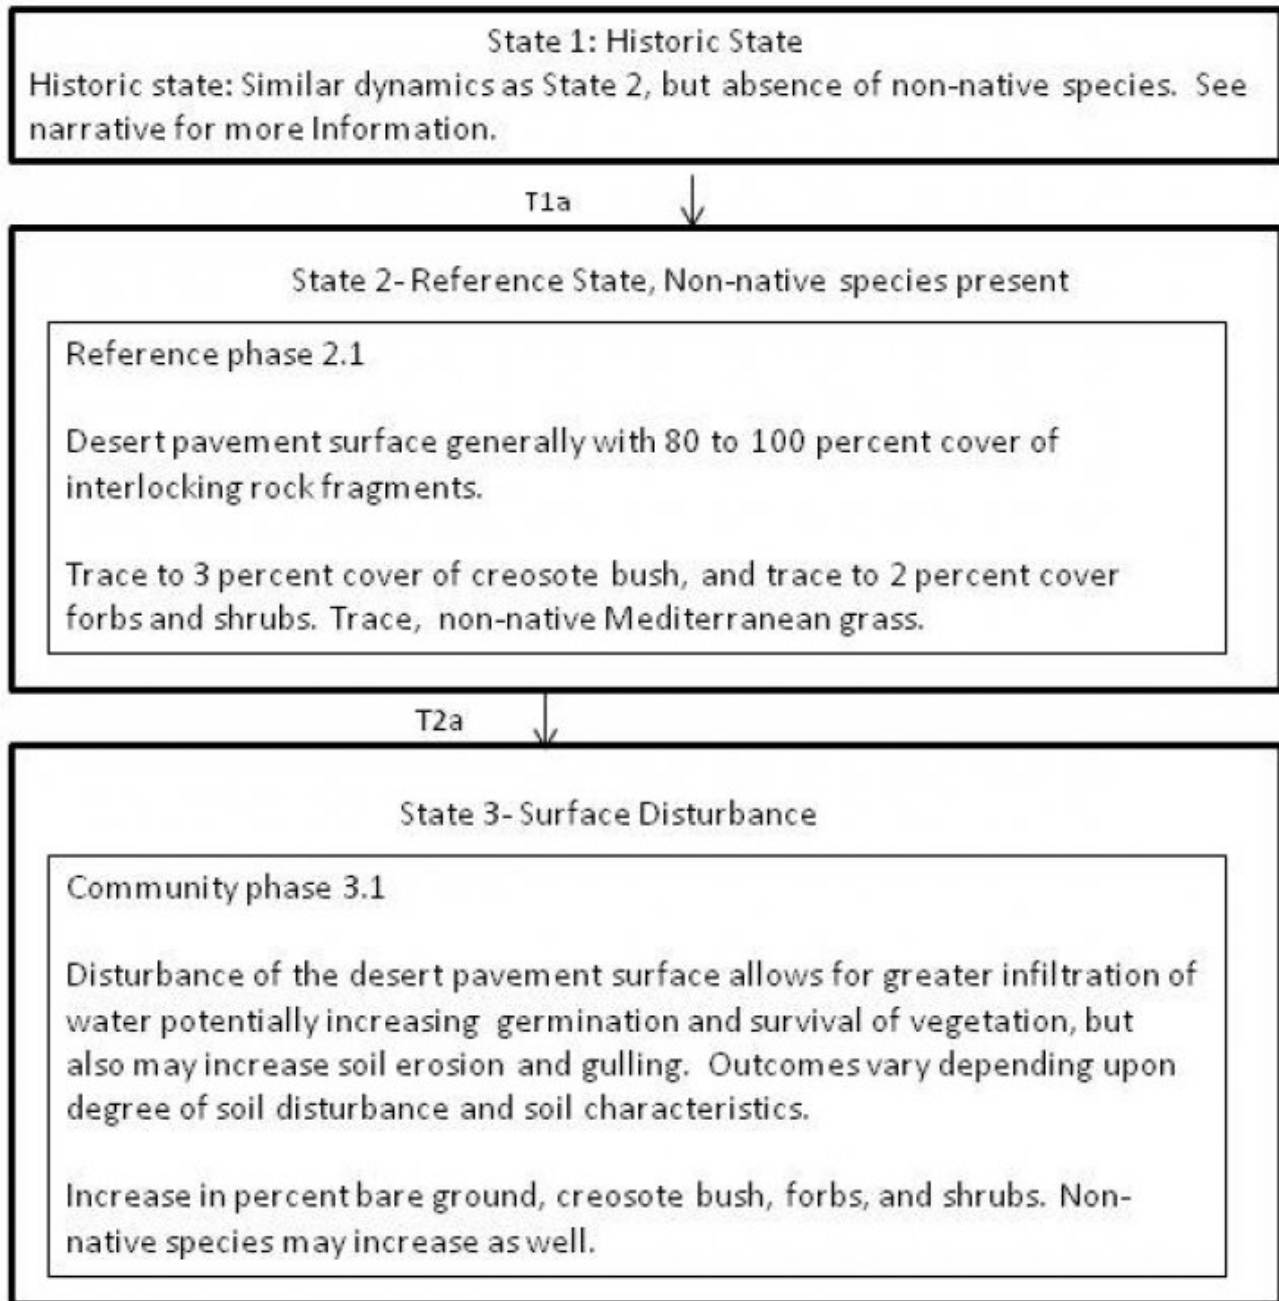 State 1: Historic State
Historic state: Similar dynamics as State 2, but absence of non-native species. See
narrative for more Information.
T1a
State 2- Reference State, Non-native species present
Reference phase 2.1
Desert pavement surface generally with 80 to 100 percent cover of
interlocking rock fragments.
Trace to 3 percent cover of creosote bush, and trace to 2 percent cover
forbs and shrubs. Trace, non-native Mediterranean grass.
T2a
State 3- Surface Disturbance
Community phase 3.1
Disturbance of the desert pavement surface allows for greater infiltration of
water potentially increasing germination and survival of vegetation, but
also may increase soil erosion and gulling. Outcomes vary depending upon
degree of soil disturbance and soil characteristics.
Increase in percent bare ground, creosote bush, forbs, and shrubs. Non-
native species may increase as well.